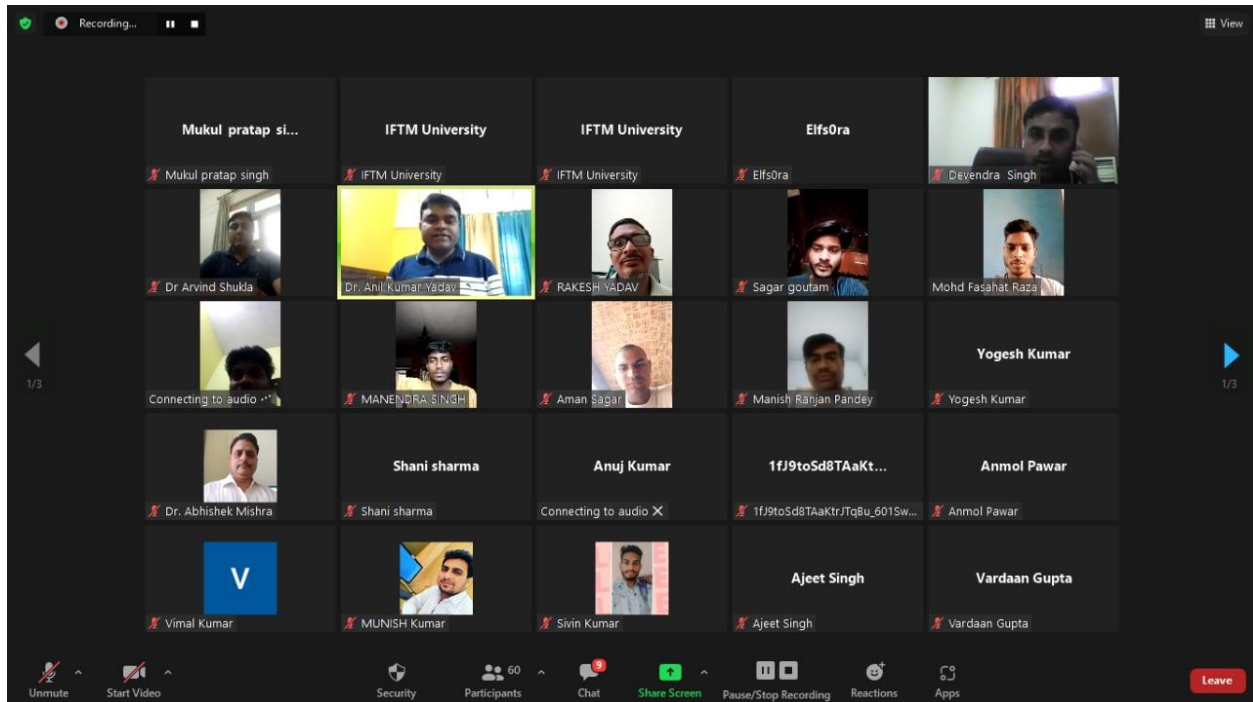 Recording...
View
Mukul pratap si...
IFTM University
IFTM University
Elfs0ra
Mukul pratap singh
IFTM University
IFTM University
Elfs0ra
Devendra Singh
Dr Arvind Shukla
Dr. Anil Kumar Yadav
RAKESH YADAV
Sagar goutam
Mohd Fasahat Raza
1/3
Yogesh Kumar
1/3
Connecting to audio
MANENDRA SINGH
Aman Sagar
Manish Ranjan Pandey
Yogesh Kumar
Shani sharma
Anuj Kumar
1fJ9toSd8TAaKt...
Anmol Pawar
Dr. Abhishek Mishra
Shani sharma
Connecting to audio
1fJ9toSd8TAaKtrJTqBu_601Sw...
Anmol Pawar
V
Ajeet Singh
Vardaan Gupta
Vimal Kumar
MUNISH Kumar
Sivin Kumar
Ajeet Singh
Vardaan Gupta
60
9
Unmute
Start Video
Security
Participants
Chat
Share Screen
Pause/Stop Recording
Reactions
Apps
Leave